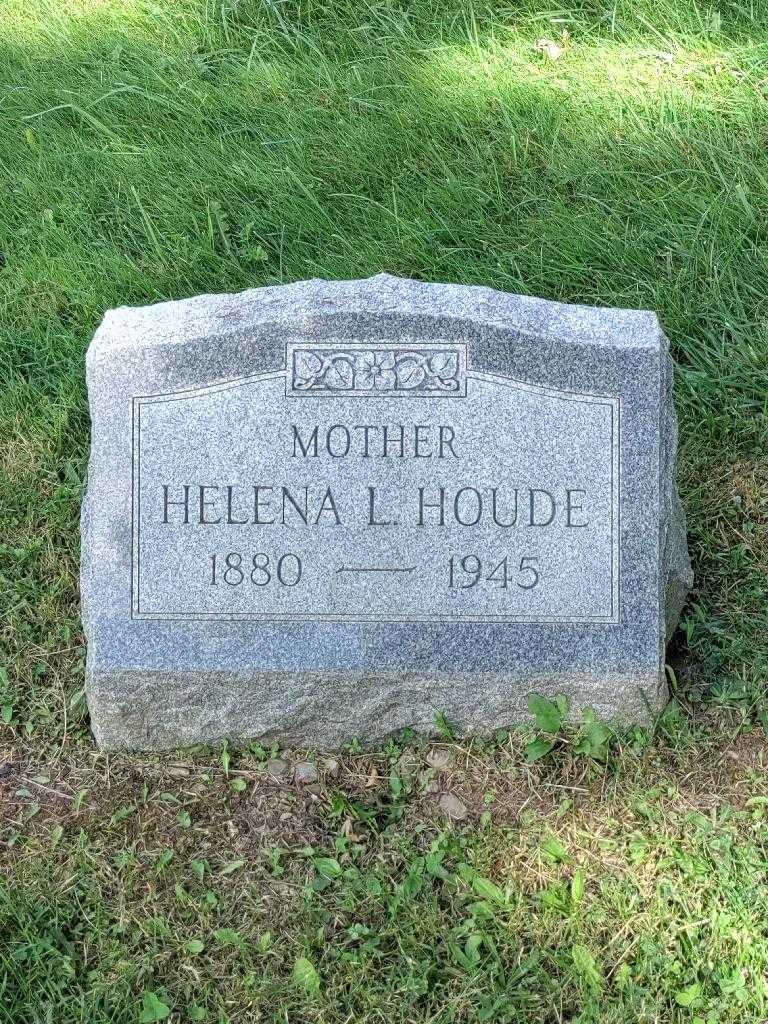 MOTHER
HELENA L. HOUDE
1880 — 1945